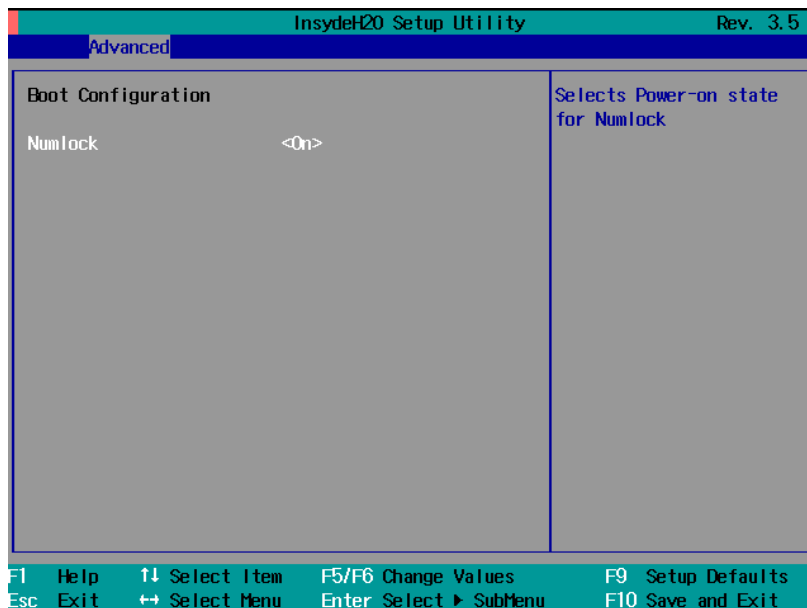 InsydeH20 Setup Utility Rev. 3.5
Advanced
Boot Configuration
Numlock <On>
Selects Power-on state
for Numlock
F1 Help ↑↓ Select Item F5/F6 Change Values F9 Setup Defaults
Esc Exit ↔ Select Menu Enter Select ▶ SubMenu F10 Save and Exit